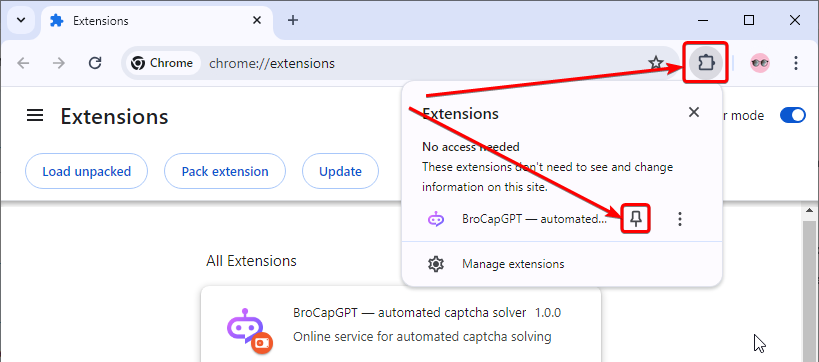 Extensions
Chrome
chrome://extensions
Extensions
r mode
Load unpacked
Pack extension
Update
Extensions
No access needed
These extensions don't need to see and change
information on this site.
BroCapGPT — automated...
Manage extensions
All Extensions
BroCapGPT — automated captcha solver 1.0.0
Online service for automated captcha solving